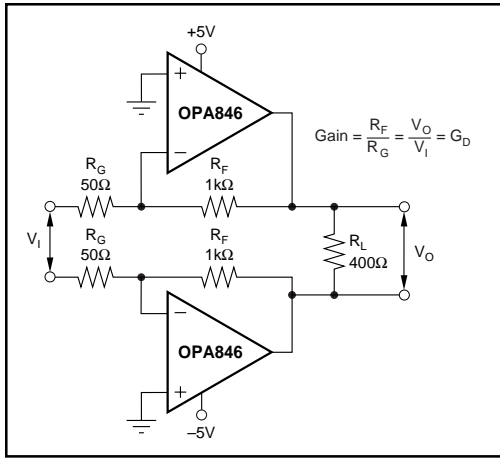 +5V
+
OPA846
−
Gain = R_F / R_G = V_O / V_I = G_D
R_G
50Ω
R_F
1kΩ
V_I
R_G
50Ω
R_F
1kΩ
R_L
400Ω
V_O
−
OPA846
+
–5V